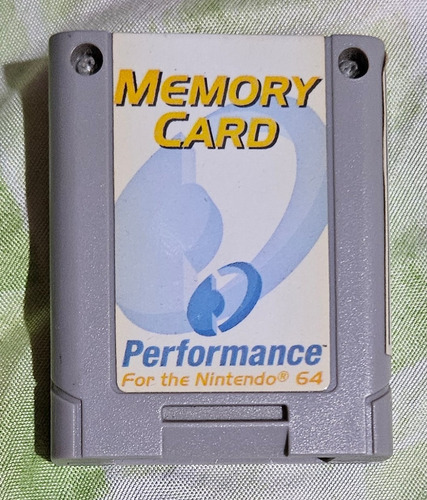 MEMORY
CARD
Performance™
For the Nintendo® 64